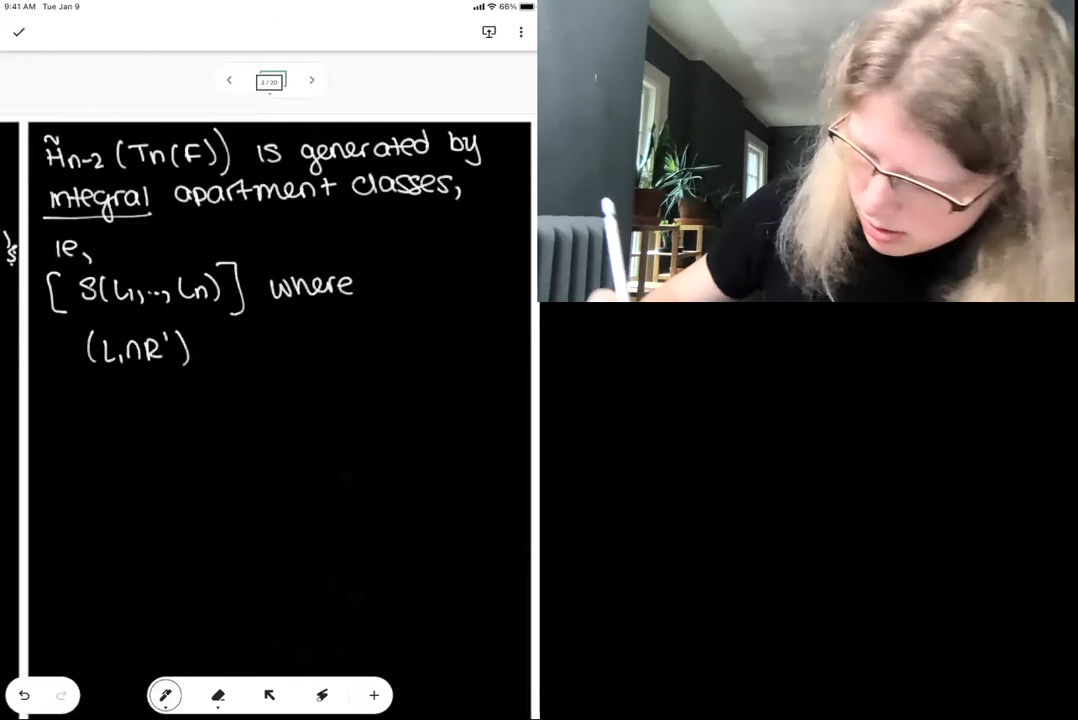 9:41 AM Tue Jan 9
66%
3 / 20
H̃n-2 (Tn(F)) is generated by
integral apartment classes,
ie,
[ S(L1,..., Ln) ] where
(L1∩R')